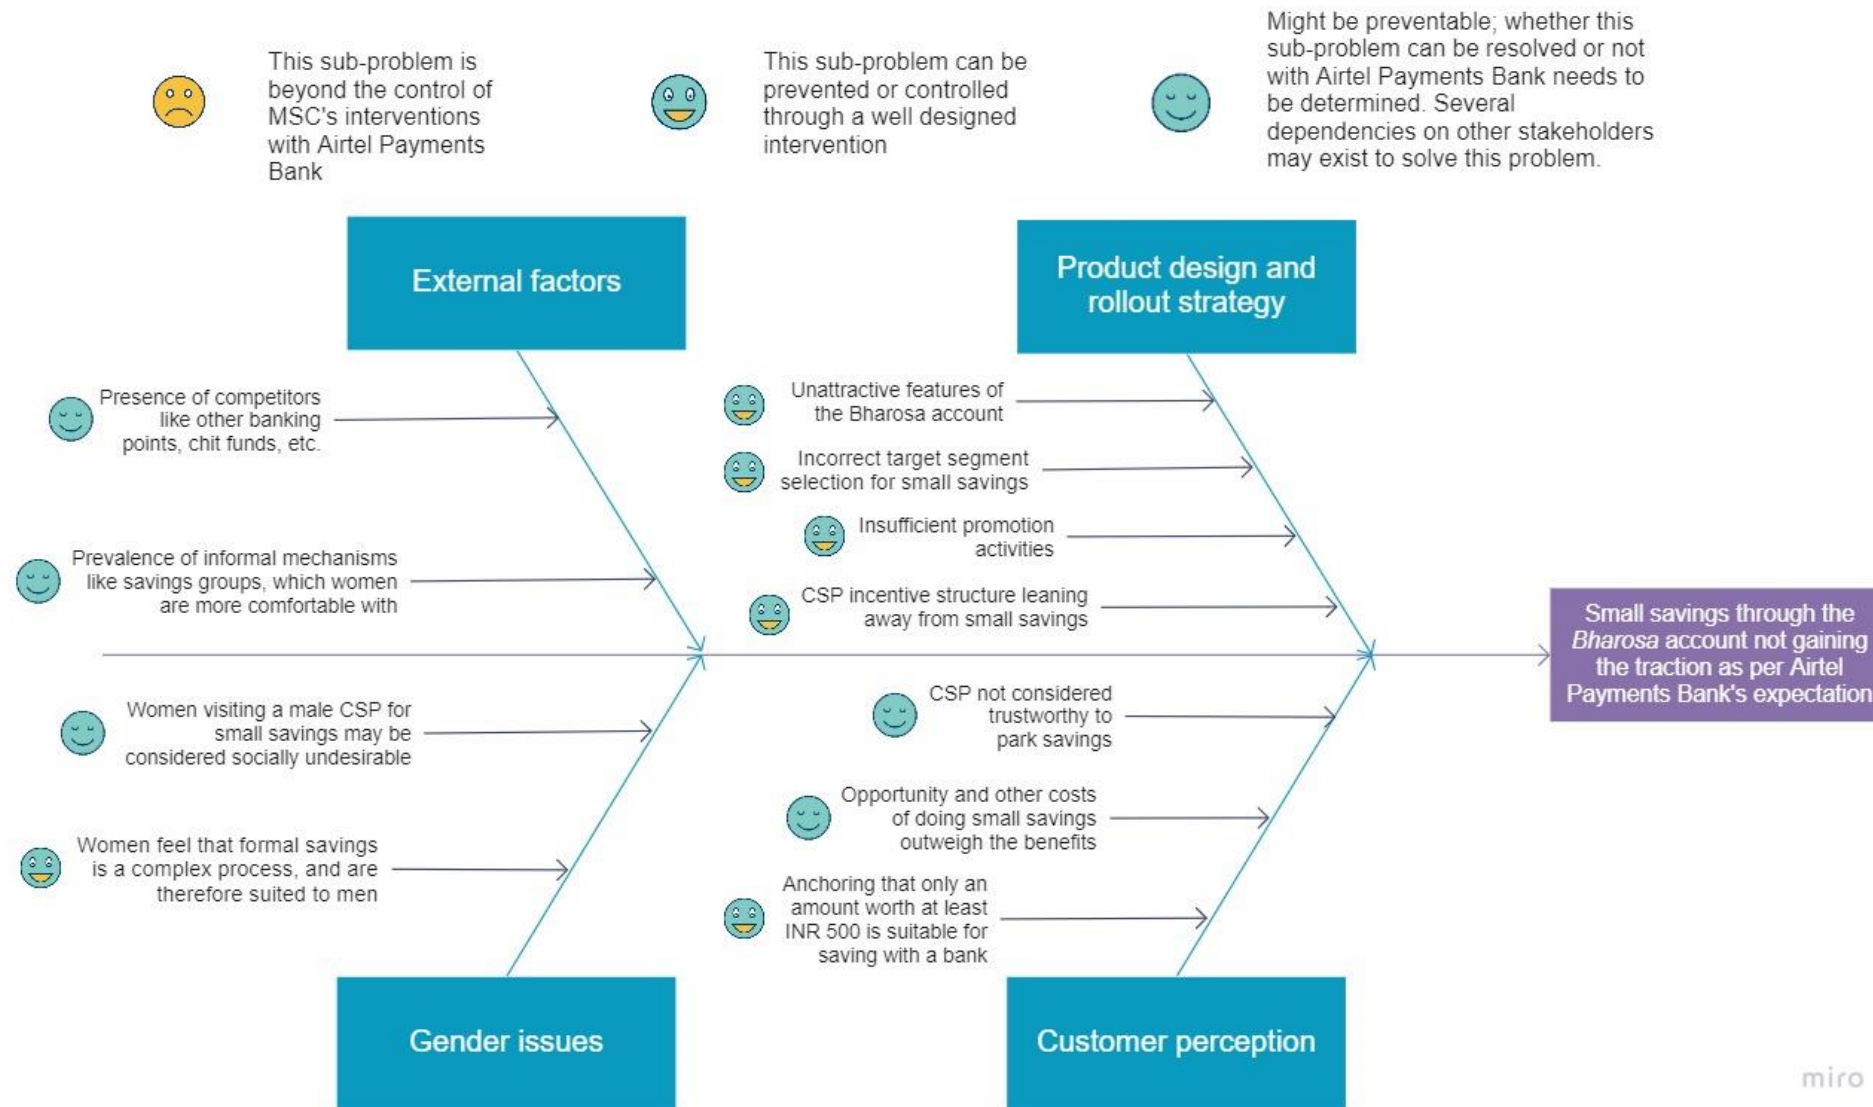 This sub-problem is
beyond the control of
MSC's interventions
with Airtel Payments
Bank
This sub-problem can be
prevented or controlled
through a well designed
intervention
Might be preventable; whether this
sub-problem can be resolved or not
with Airtel Payments Bank needs to
be determined. Several
dependencies on other stakeholders
may exist to solve this problem.
External factors
Product design and
rollout strategy
Presence of competitors
like other banking
points, chit funds, etc.
Prevalence of informal mechanisms
like savings groups, which women
are more comfortable with
Unattractive features of
the Bharosa account
Incorrect target segment
selection for small savings
Insufficient promotion
activities
CSP incentive structure leaning
away from small savings
Small savings through the
Bharosa account not gaining
the traction as per Airtel
Payments Bank's expectation
Women visiting a male CSP for
small savings may be
considered socially undesirable
Women feel that formal savings
is a complex process, and are
therefore suited to men
CSP not considered
trustworthy to
park savings
Opportunity and other costs
of doing small savings
outweigh the benefits
Anchoring that only an
amount worth at least
INR 500 is suitable for
saving with a bank
Gender issues
Customer perception
miro